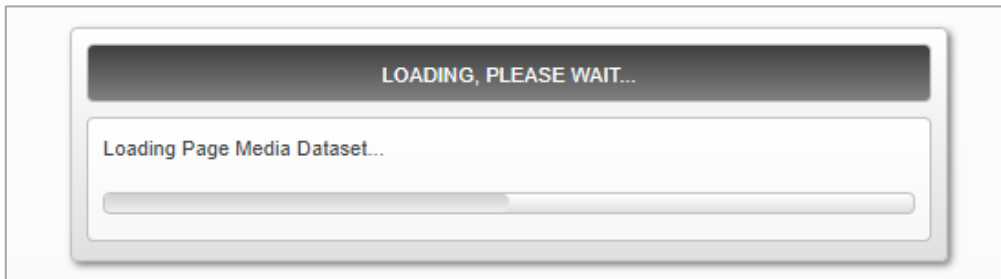 LOADING, PLEASE WAIT...
Loading Page Media Dataset...